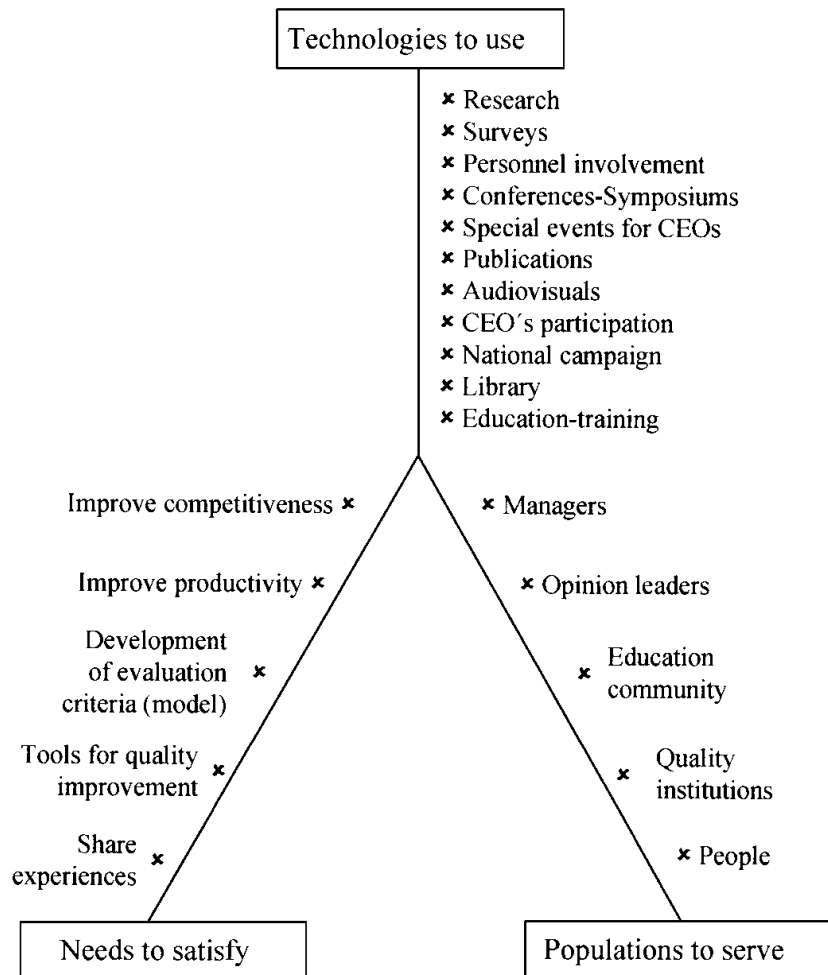 Technologies to use
Research
Surveys
Personnel involvement
Conferences-Symposiums
Special events for CEOs
Publications
Audiovisuals
CEO´s participation
National campaign
Library
Education-training
Improve competitiveness
Improve productivity
Development
of evaluation
criteria (model)
Tools for quality
improvement
Share
experiences
Needs to satisfy
Managers
Opinion leaders
Education
community
Quality
institutions
People
Populations to serve